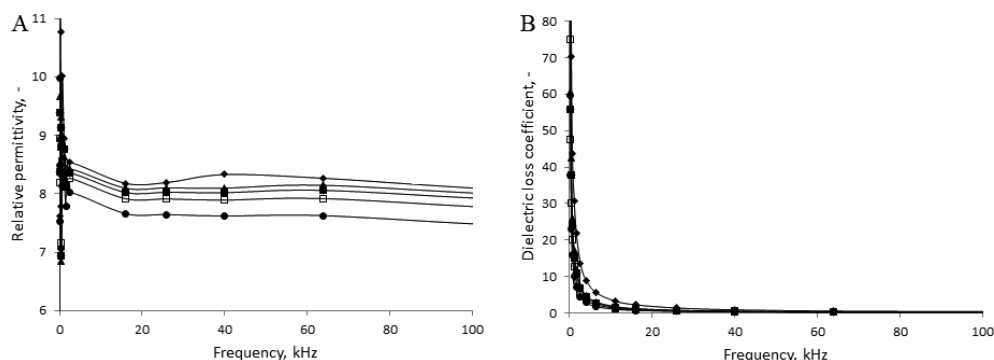 A
Relative permittivity, -
11
10
9
8
7
6
0 20 40 60 80 100
Frequency, kHz
B
Dielectric loss coefficient, -
80
70
60
50
40
30
20
10
0
0 20 40 60 80 100
Frequency, kHz